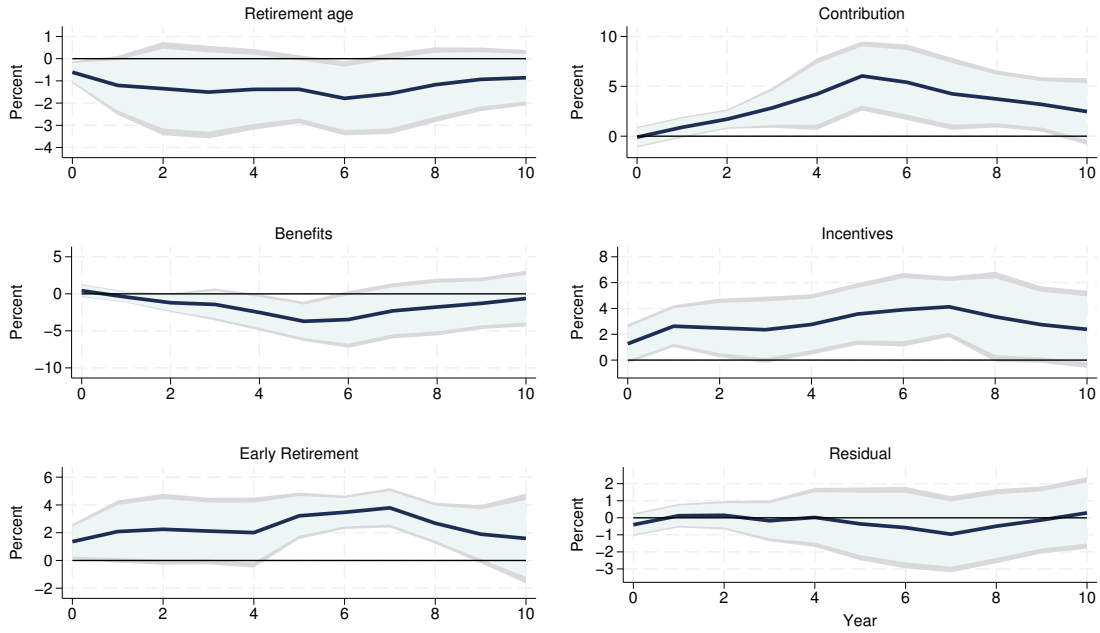 Retirement age
Percent
1
0
−1
−2
−3
−4
0 2 4 6 8 10
Contribution
Percent
10
5
0
0 2 4 6 8 10
Benefits
Percent
5
0
−5
−10
0 2 4 6 8 10
Incentives
Percent
8
6
4
2
0
0 2 4 6 8 10
Early Retirement
Percent
6
4
2
0
−2
0 2 4 6 8 10
Residual
Percent
2
1
0
−1
−2
−3
0 2 4 6 8 10
Year